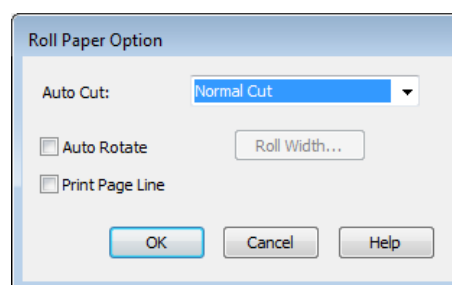 Roll Paper Option
Auto Cut: Normal Cut
Auto Rotate Roll Width...
Print Page Line
OK Cancel Help